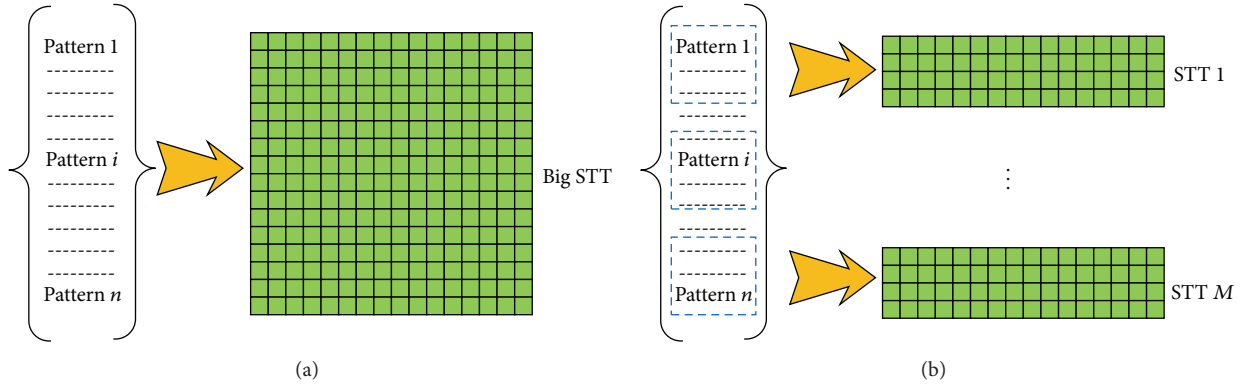 Pattern 1
Pattern i
Pattern n
Big STT
(a)
Pattern 1
Pattern i
Pattern n
STT 1
⋮
STT M
(b)